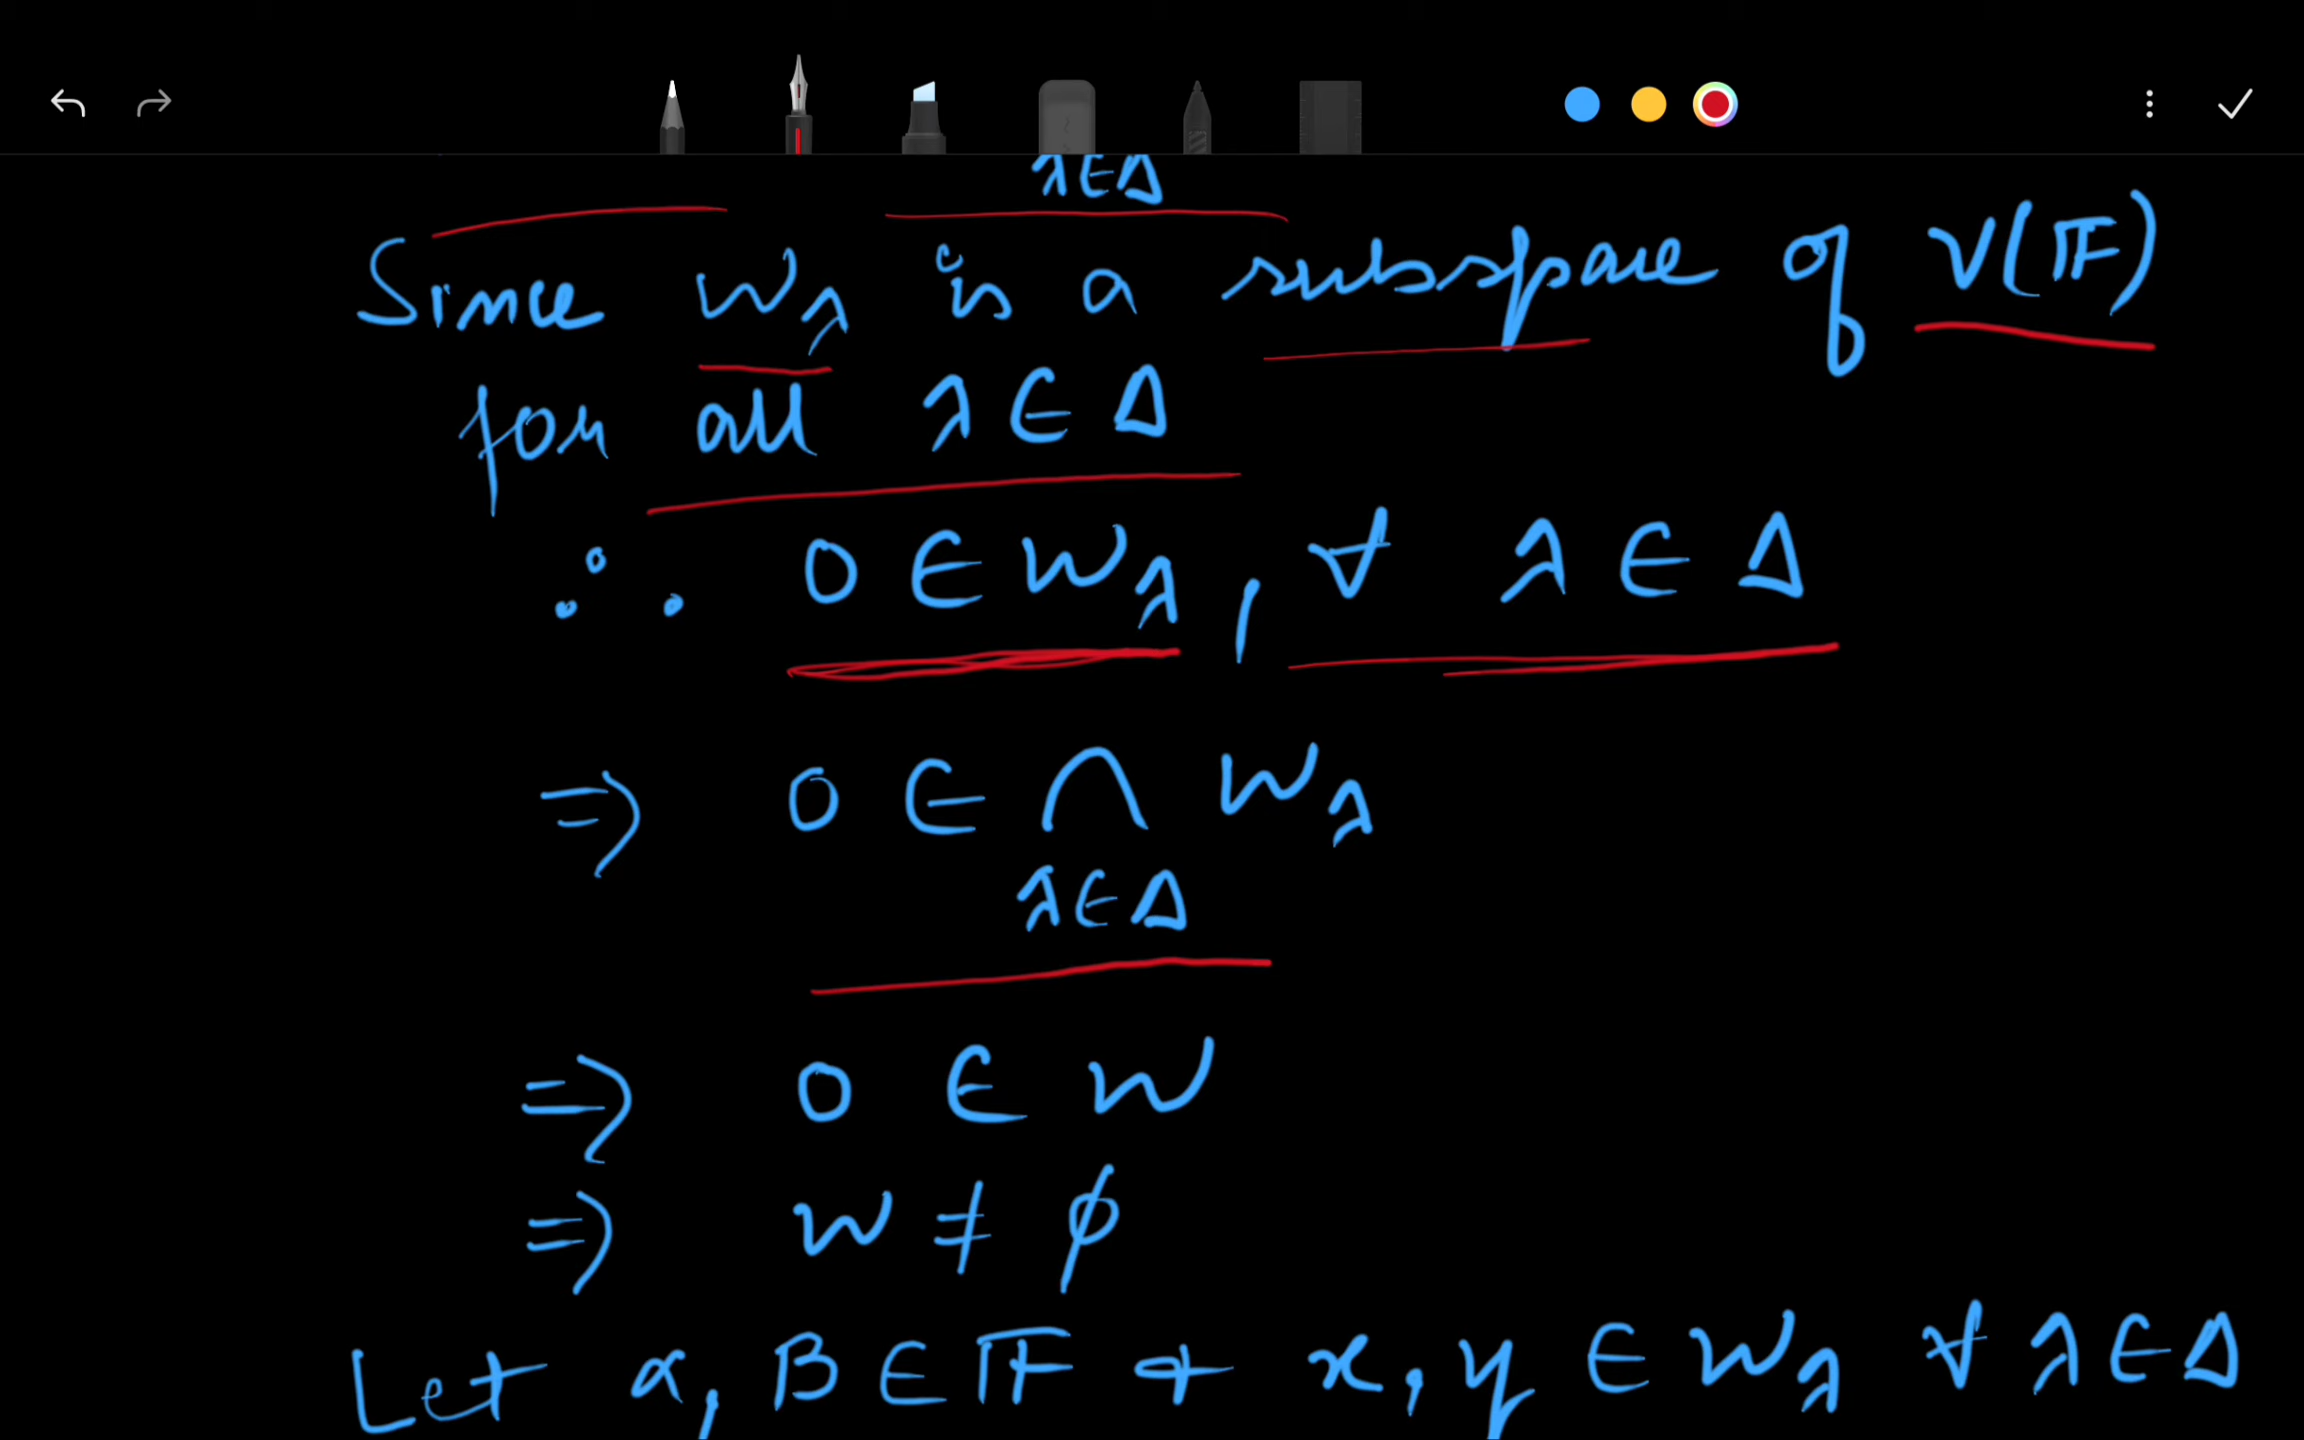 λ∈Δ
Since W_λ is a subspace of V(𝔽)
for all λ ∈ Δ
∴ 0 ∈ W_λ , ∀ λ ∈ Δ
⇒ 0 ∈ ∩ W_λ
λ∈Δ
⇒ 0 ∈ W
⇒ W ≠ ϕ
Let α, β ∈ 𝔽 + x, y ∈ W_λ ∀ λ ∈ Δ